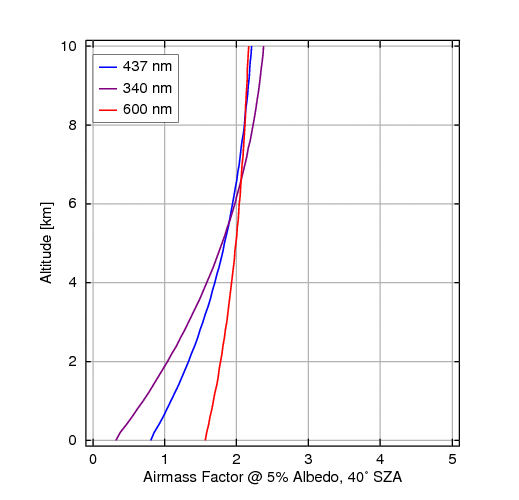 10
8
6
4
2
0
Altitude [km]
437 nm
340 nm
600 nm
0 1 2 3 4 5
Airmass Factor @ 5% Albedo, 40° SZA